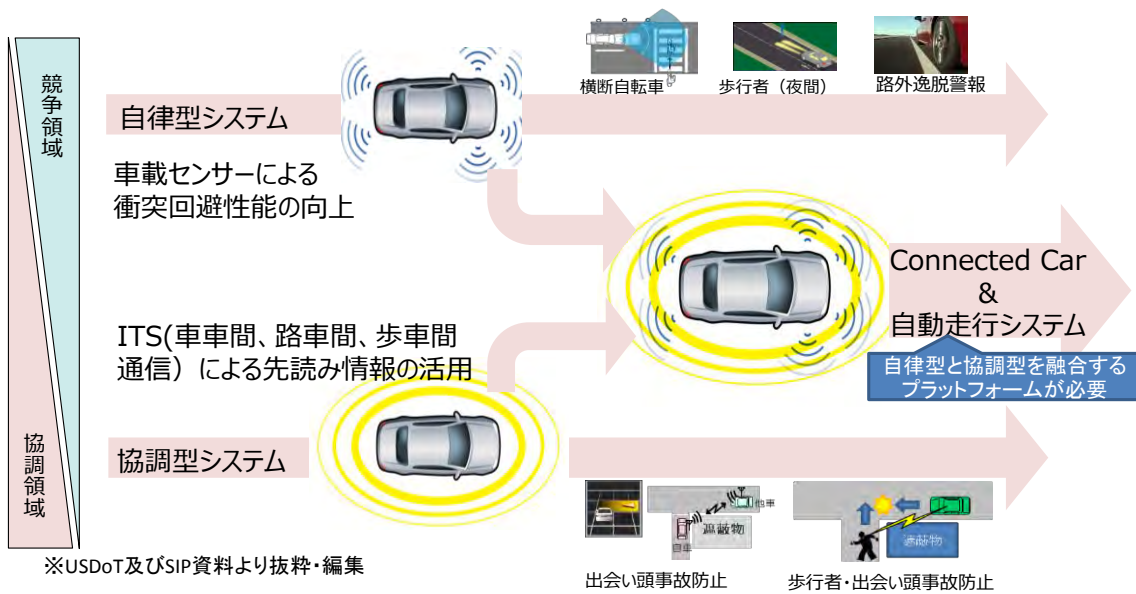 競争領域
協調領域
横断自転車
歩行者（夜間）
路外逸脱警報
自律型システム
車載センサーによる
衝突回避性能の向上
Connected Car
&
自動走行システム
自律型と協調型を融合する
プラットフォームが必要
ITS(車車間、路車間、歩車間
通信）による先読み情報の活用
協調型システム
他車
遮蔽物
自車
遮蔽物
出会い頭事故防止
歩行者・出会い頭事故防止
※USDoT及びSIP資料より抜粋・編集